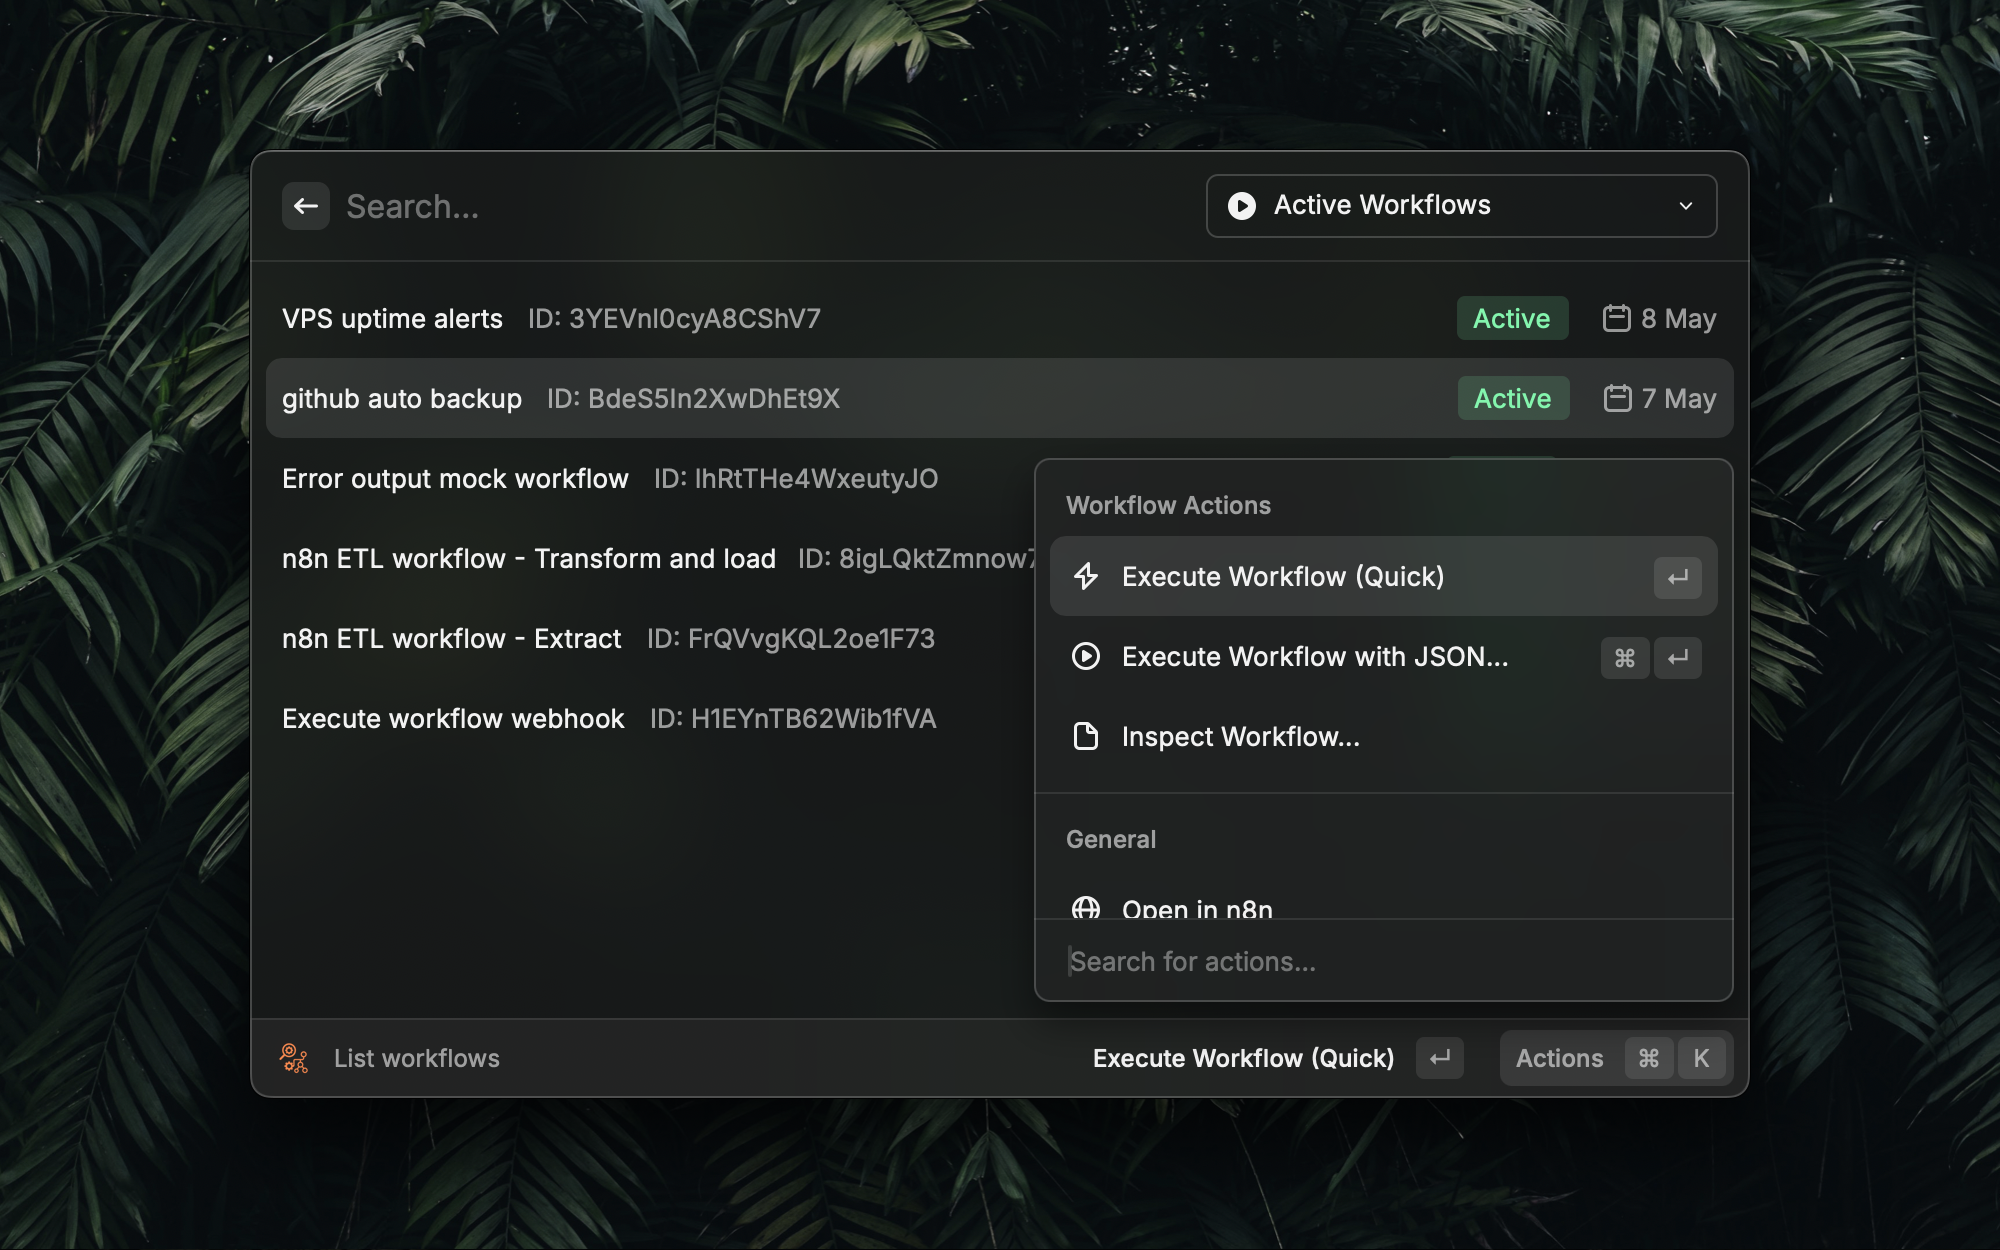 Search...
Active Workflows
VPS uptime alerts ID: 3YEVnl0cyA8CShV7 Active 8 May
github auto backup ID: BdeS5In2XwDhEt9X Active 7 May
Error output mock workflow ID: IhRtTHe4WxeutyJO
n8n ETL workflow - Transform and load
ID: 8igLQktZmnow7
n8n ETL workflow - Extract ID: FrQVvgKQL2oe1F73
Execute workflow webhook ID: H1EYnTB62Wib1fVA
Workflow Actions
Execute Workflow (Quick) ↵
Execute Workflow with JSON... ⌘ ↵
Inspect Workflow...
General
Open in n8n
Search for actions...
List workflows
Execute Workflow (Quick) ↵
Actions ⌘ K